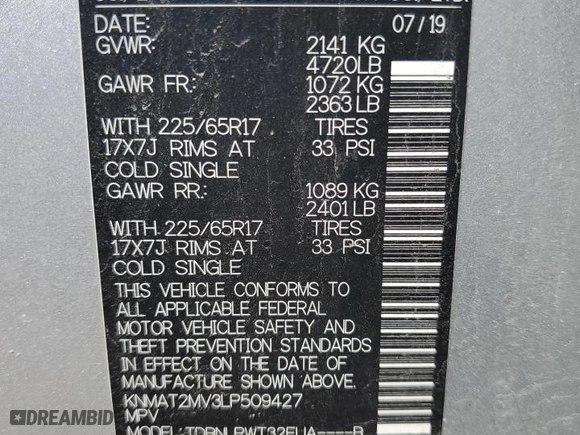 DATE: 07/19
GVWR: 2141 KG
4720LB
GAWR FR: 1072 KG
2363 LB
WITH 225/65R17 TIRES
17X7J RIMS AT 33 PSI
COLD SINGLE
GAWR RR: 1089 KG
2401LB
WITH 225/65R17 TIRES
17X7J RIMS AT 33 PSI
COLD SINGLE
THIS VEHICLE CONFORMS TO
ALL APPLICABLE FEDERAL
MOTOR VEHICLE SAFETY AND
THEFT PREVENTION STANDARDS
IN EFFECT ON THE DATE OF
MANUFACTURE SHOWN ABOVE.
KNMAT2MV3LP509427
MPV
MODEL:
EPICVIN